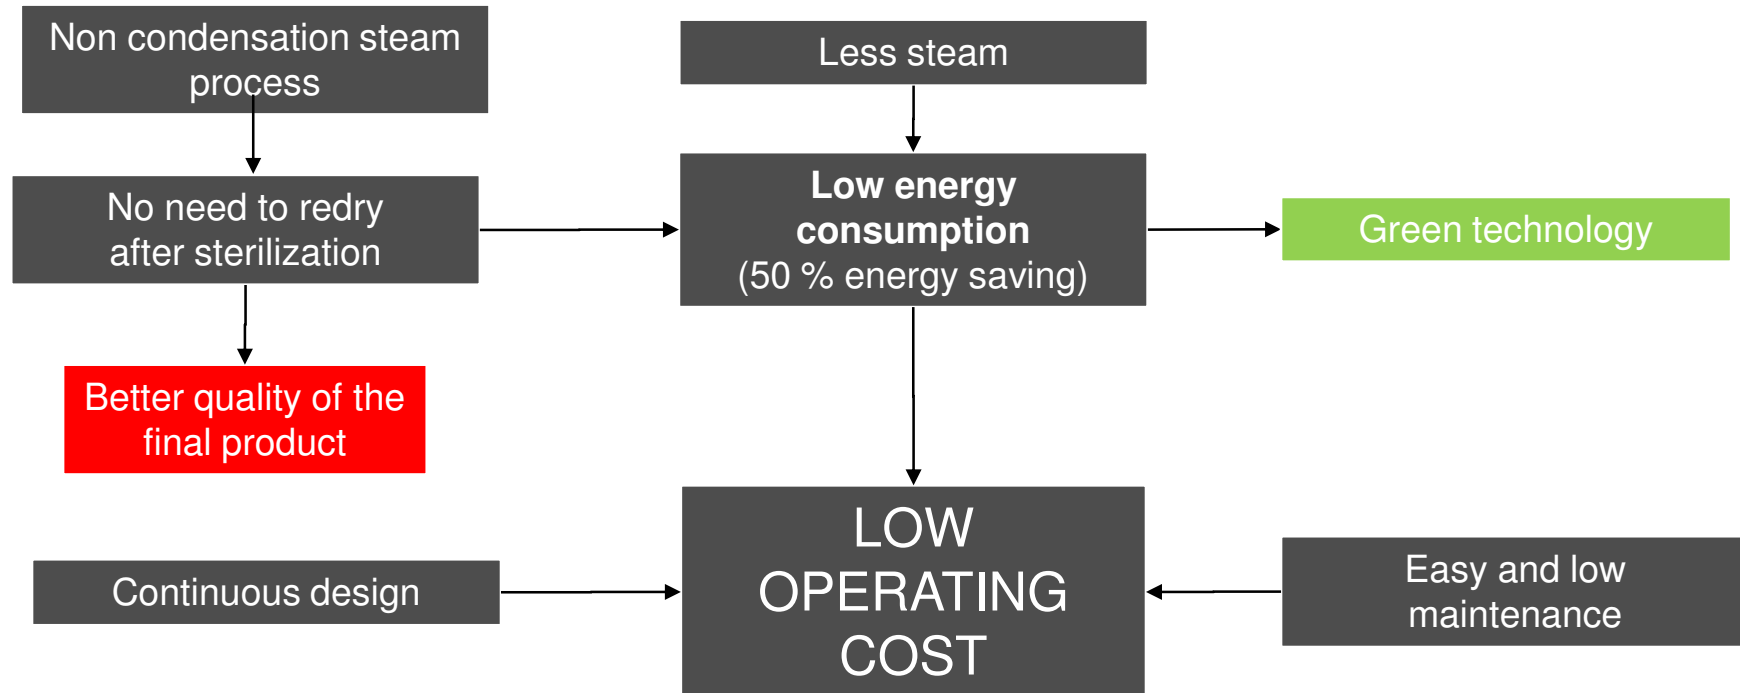 Non condensation steam
process
Less steam
No need to redry
after sterilization
Low energy
consumption
(50 % energy saving)
Green technology
Better quality of the
final product
Continuous design
LOW
OPERATING
COST
Easy and low
maintenance